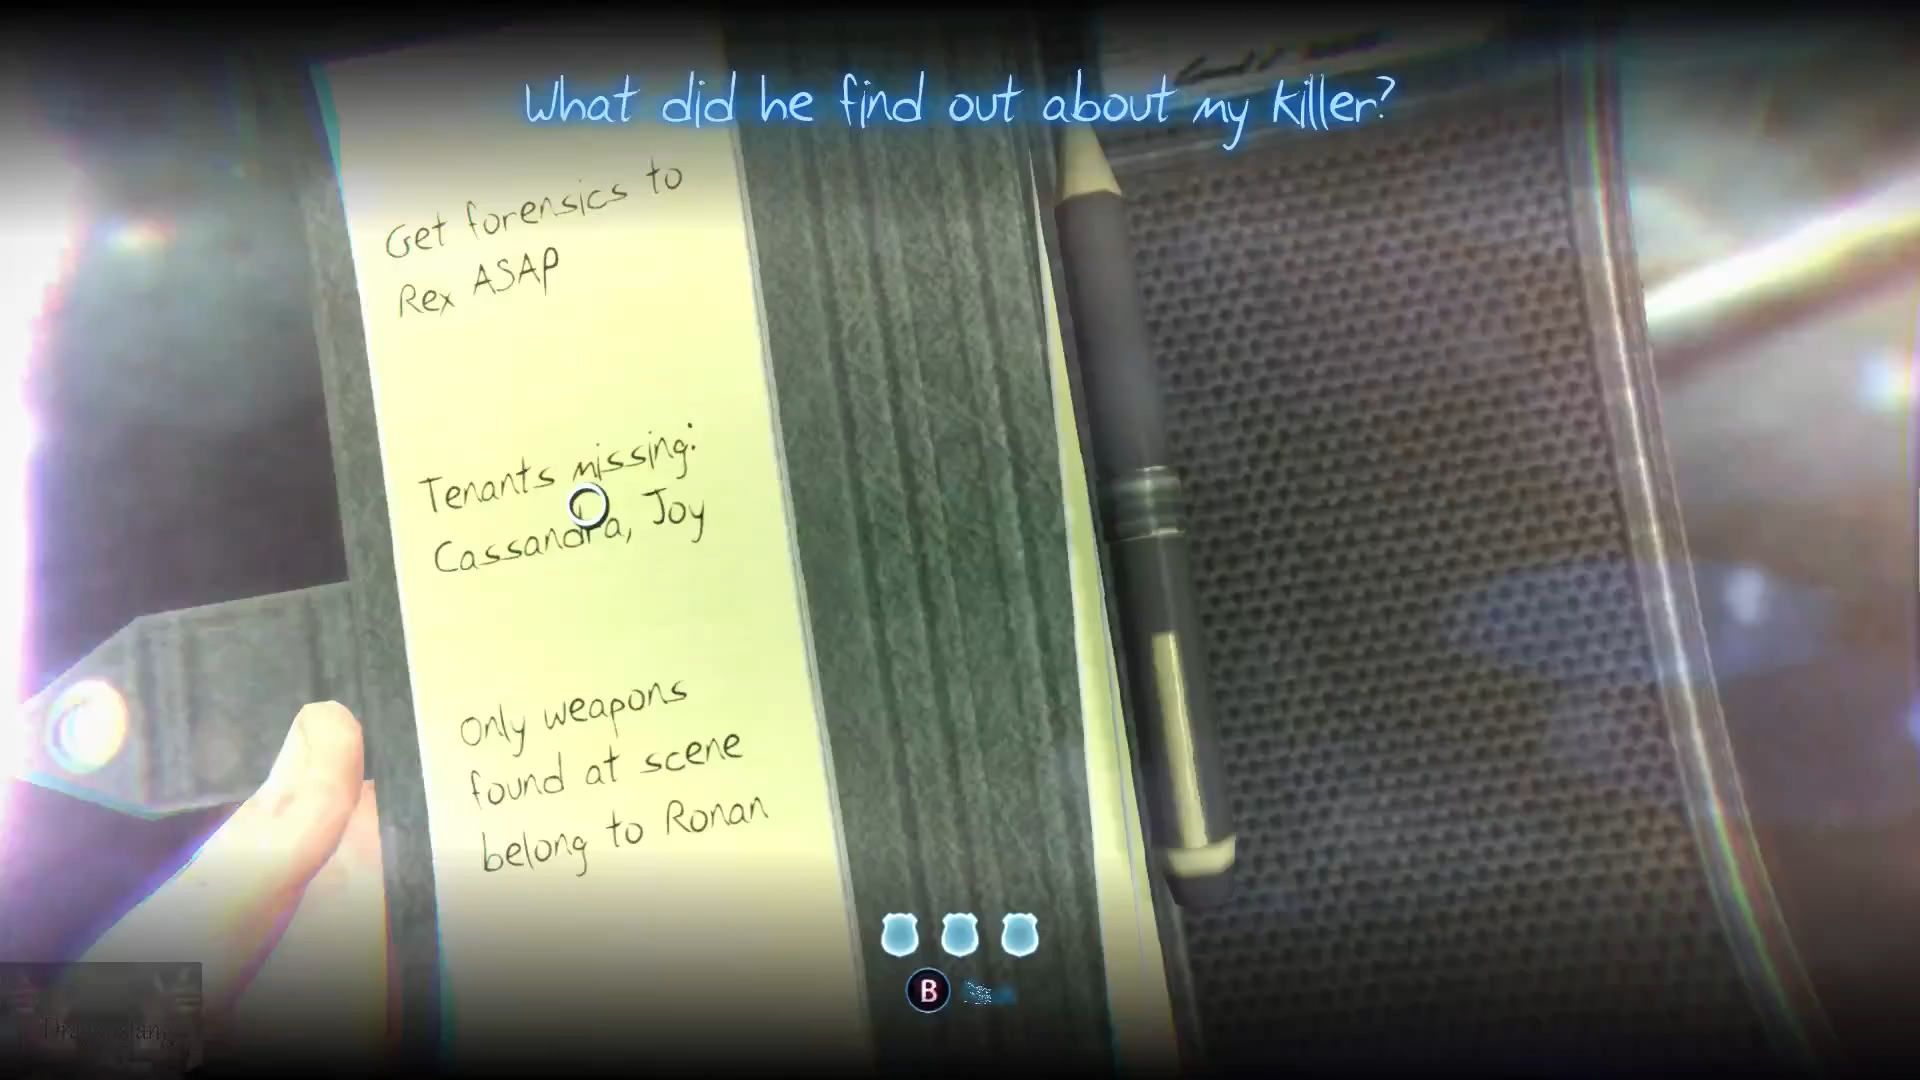 What did he find out about my killer?
Get forensics to
Rex ASAP
Tenants missing:
Cassandra, Joy
Only weapons
found at scene
belong to Ronan
B